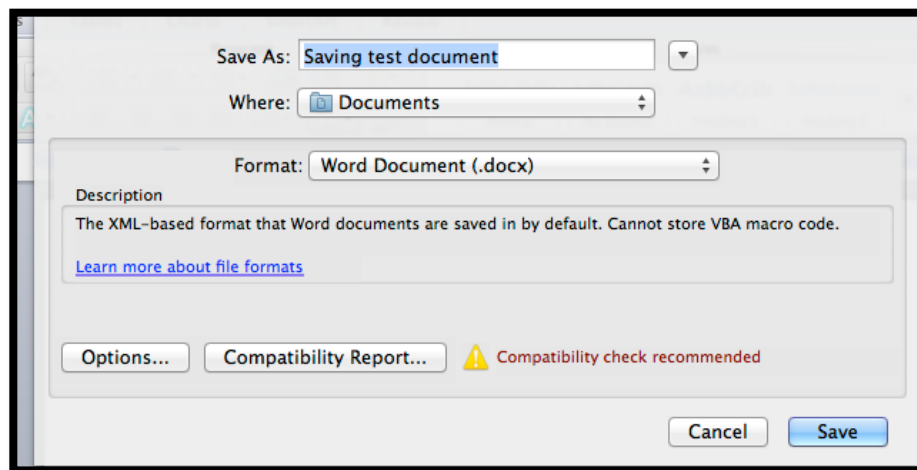 Save As: Saving test document
Where: Documents
Format: Word Document (.docx)
Description
The XML-based format that Word documents are saved in by default. Cannot store VBA macro code.
Learn more about file formats
Options... Compatibility Report... Compatibility check recommended
Cancel Save